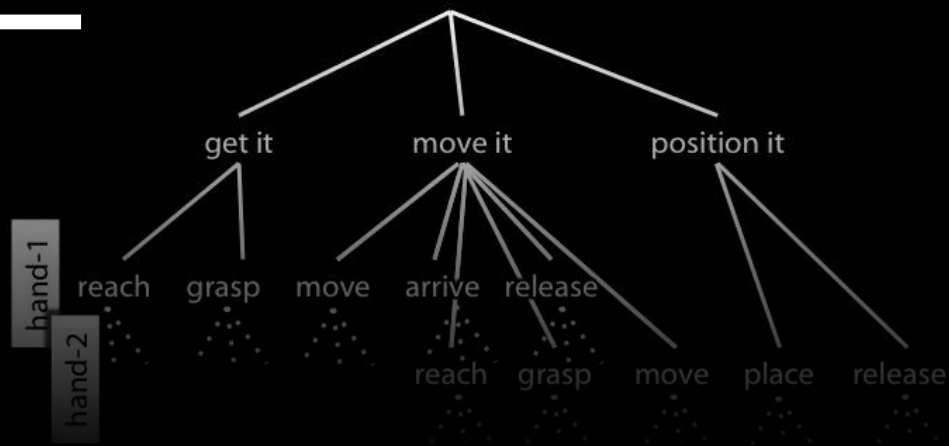 get it move it position it
hand-1
reach grasp move arrive release
hand-2
reach grasp move place release